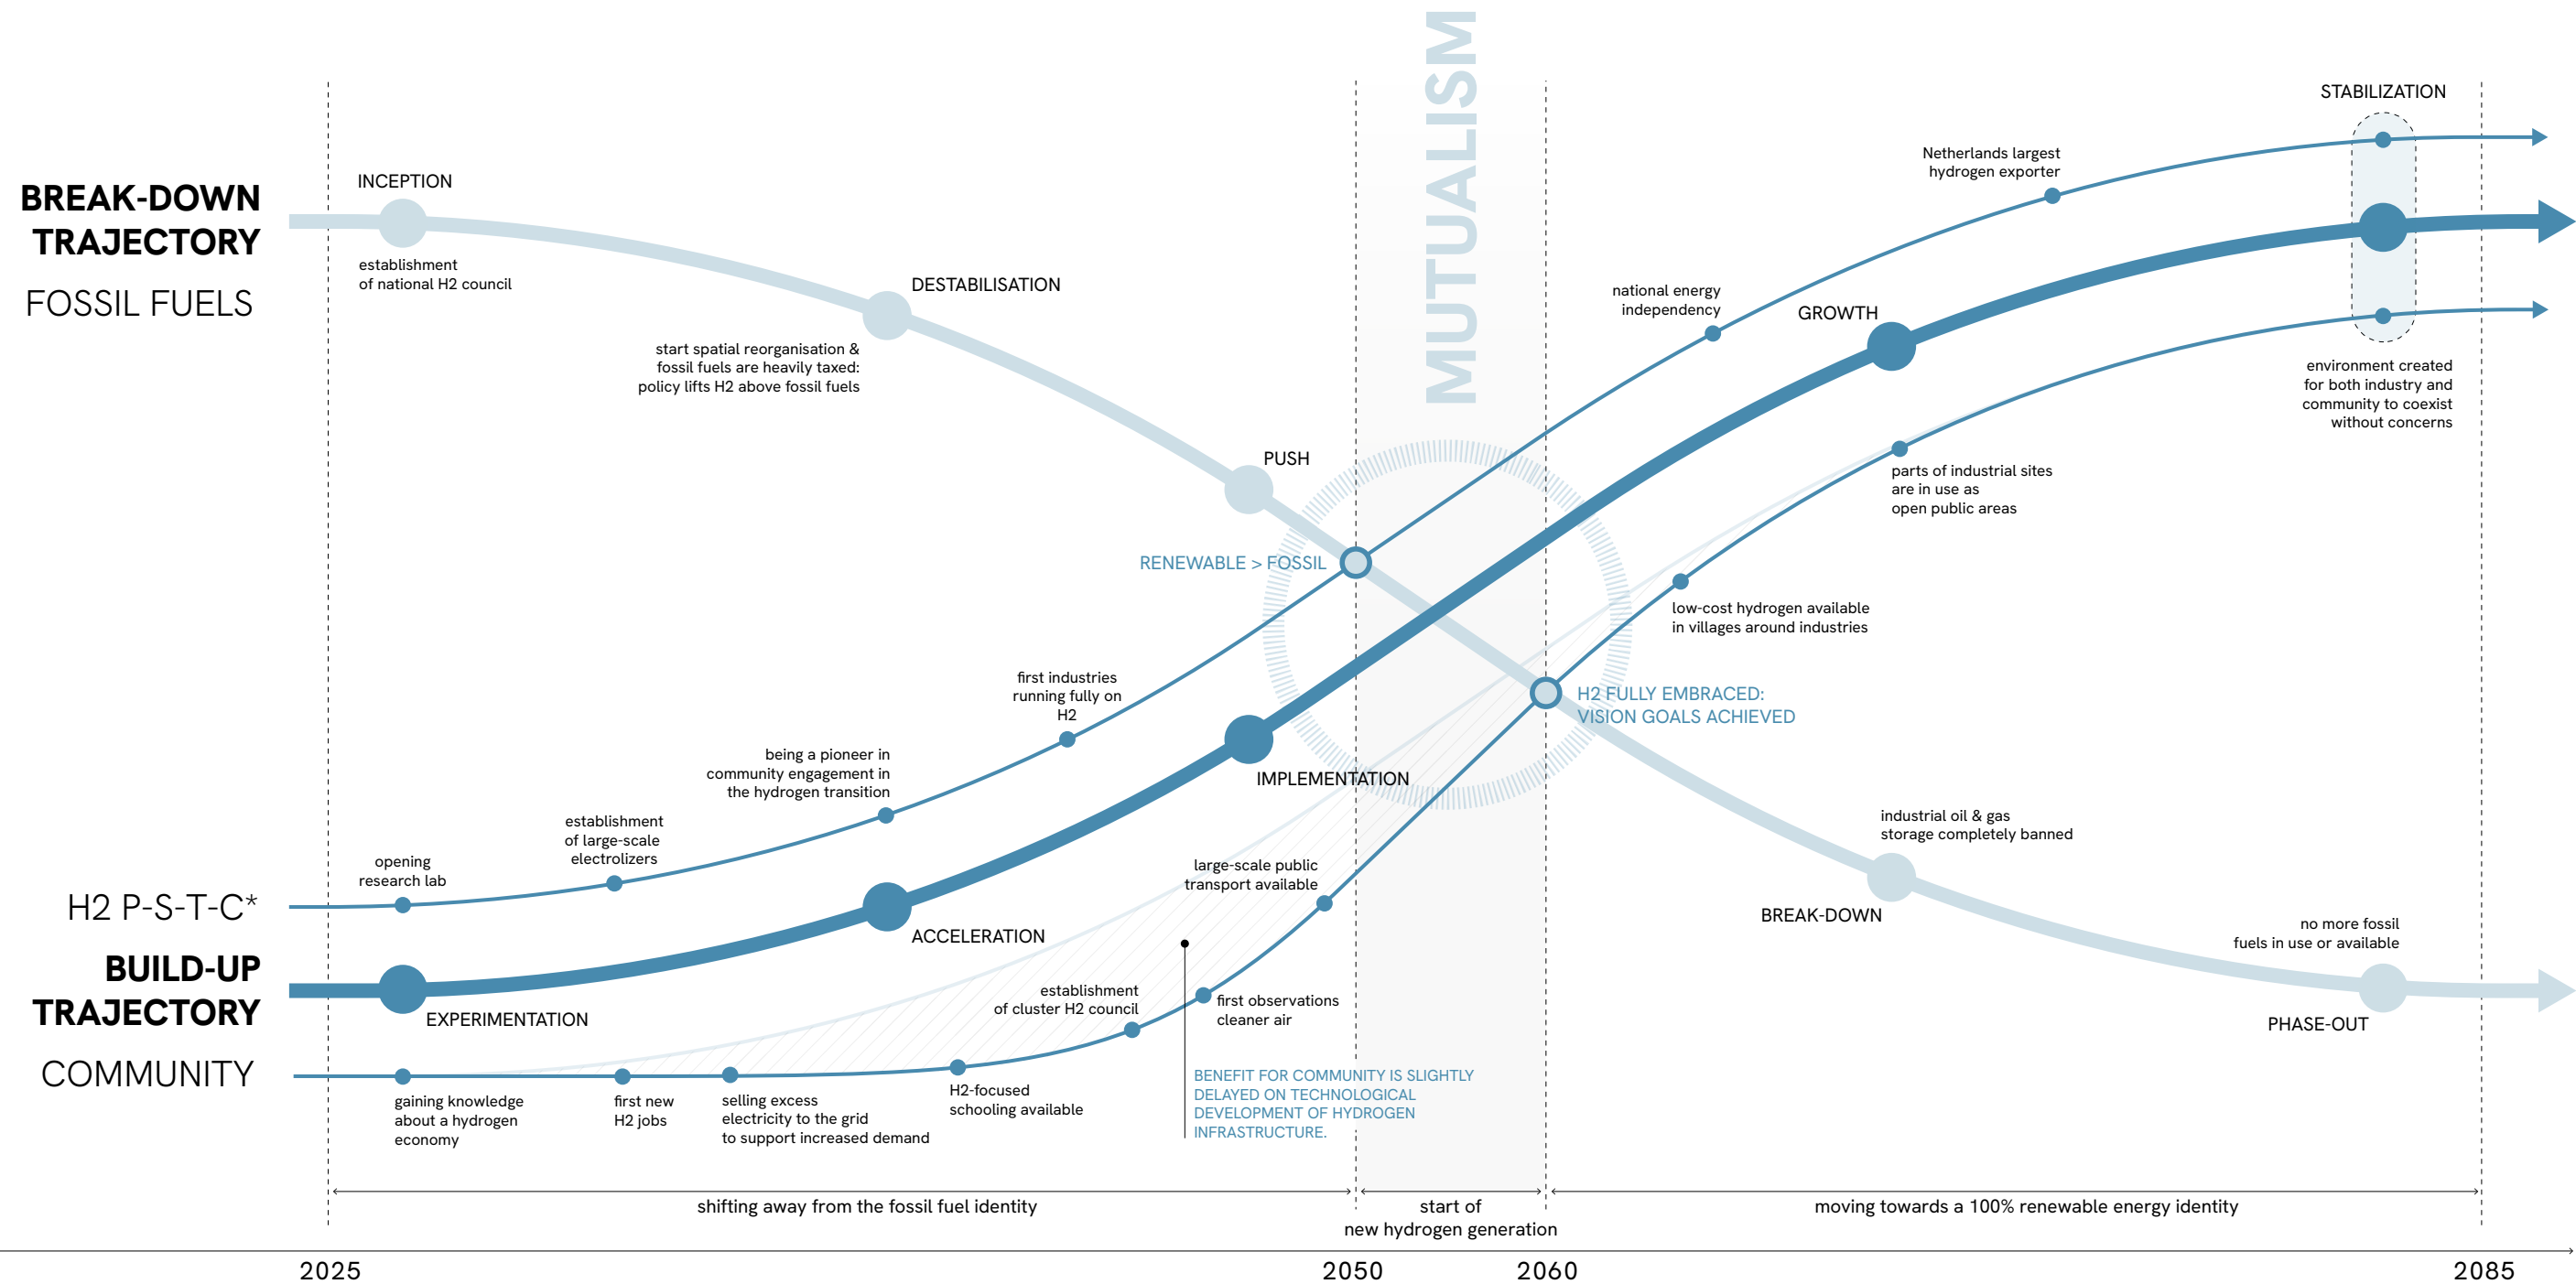 MUTUALISM
STABILIZATION
Netherlands largest
hydrogen exporter
INCEPTION
BREAK-DOWN
TRAJECTORY
FOSSIL FUELS
establishment
of national H2 council
DESTABILISATION
start spatial reorganisation &
fossil fuels are heavily taxed:
policy lifts H2 above fossil fuels
national energy
independency
GROWTH
environment created
for both industry and
community to coexist
without concerns
PUSH
parts of industrial sites
are in use as
open public areas
RENEWABLE > FOSSIL
low-cost hydrogen available
in villages around industries
first industries
running fully on
H2
H2 FULLY EMBRACED:
VISION GOALS ACHIEVED
being a pioneer in
community engagement in
the hydrogen transition
IMPLEMENTATION
establishment
of large-scale
electrolizers
industrial oil & gas
storage completely banned
opening
research lab
large-scale public
transport available
H2 P-S-T-C*
BREAK-DOWN
ACCELERATION
no more fossil
fuels in use or available
BUILD-UP
TRAJECTORY
EXPERIMENTATION
establishment
of cluster H2 council
first observations
cleaner air
PHASE-OUT
COMMUNITY
gaining knowledge
about a hydrogen
economy
first new
H2 jobs
selling excess
electricity to the grid
to support increased demand
H2-focused
schooling available
BENEFIT FOR COMMUNITY IS SLIGHTLY
DELAYED ON TECHNOLOGICAL
DEVELOPMENT OF HYDROGEN
INFRASTRUCTURE.
shifting away from the fossil fuel identity
start of
new hydrogen generation
moving towards a 100% renewable energy identity
2025
2050
2060
2085